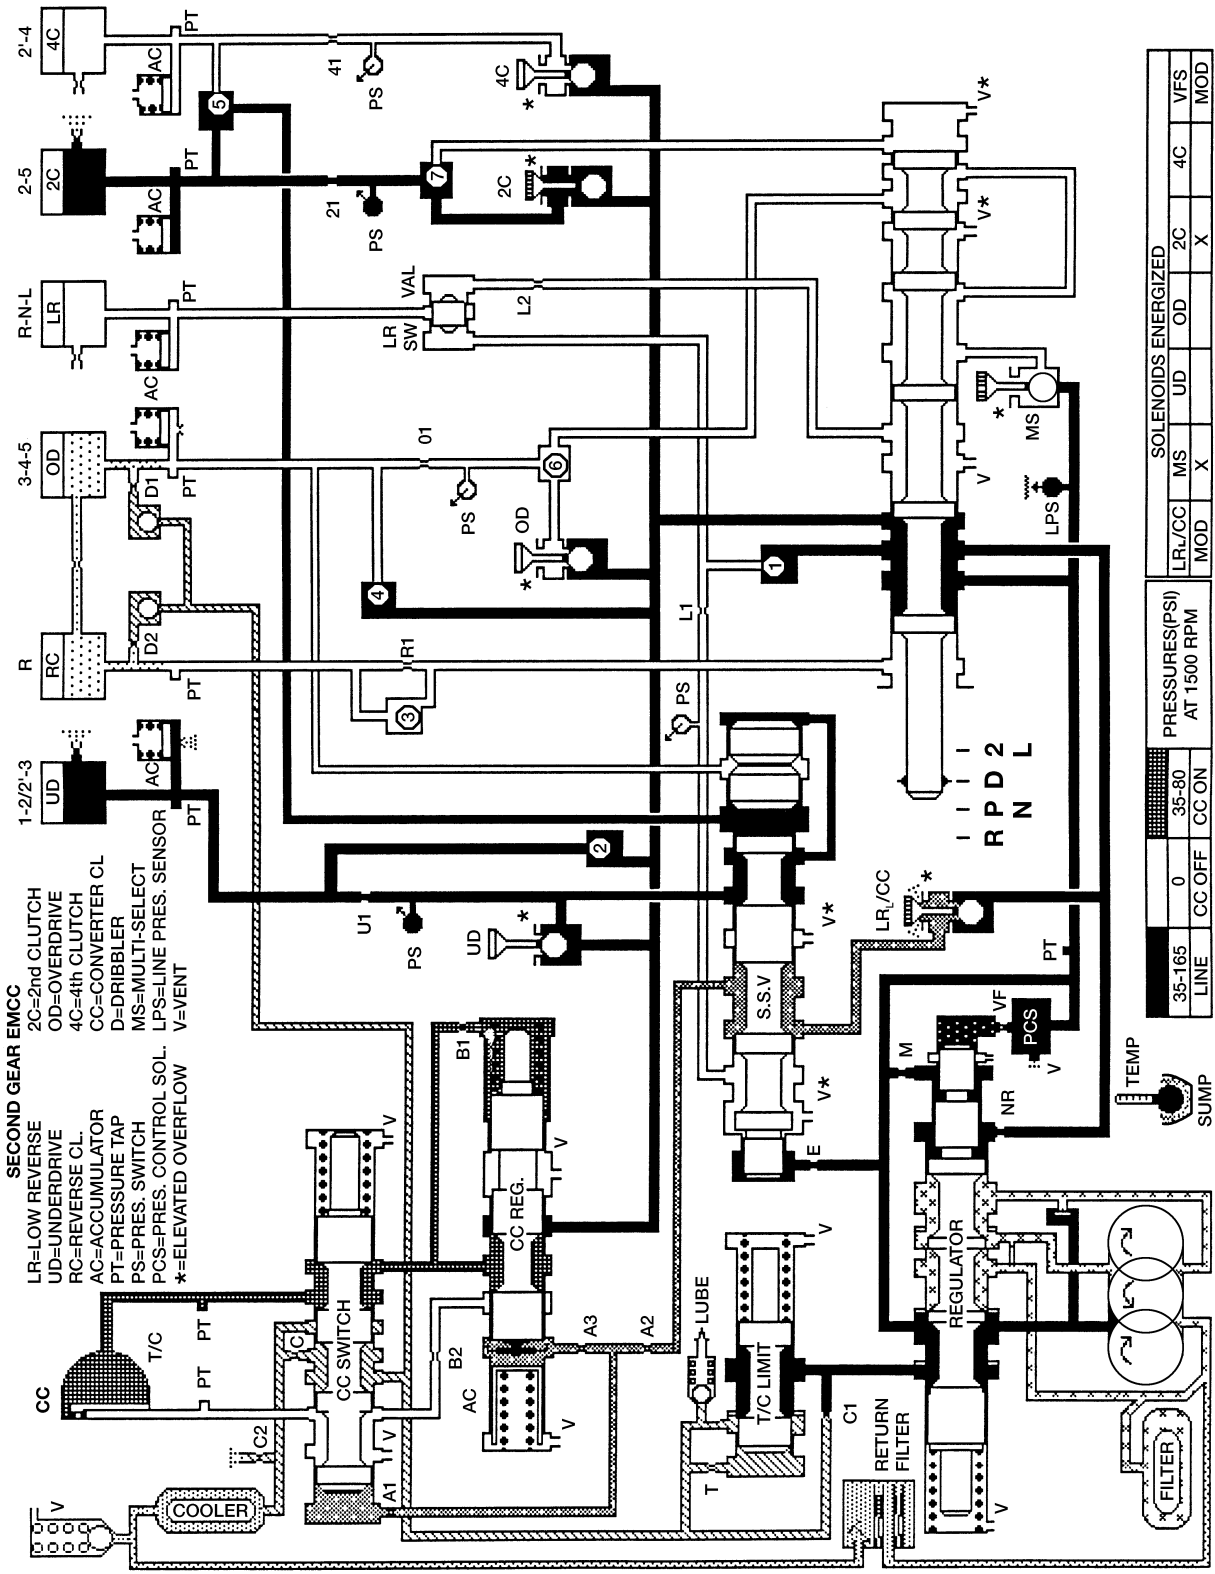 SECOND GEAR EMCC
LR=LOW REVERSE
UD=UNDERDRIVE
RC=REVERSE CL.
AC=ACCUMULATOR
PT=PRESSURE TAP
PS=PRES. SWITCH
PCS=PRES. CONTROL SOL.
*=ELEVATED OVERFLOW
2C=2nd CLUTCH
OD=OVERDRIVE
4C=4th CLUTCH
CC=CONVERTER CL
D=DRIBBLER
MS=MULTI-SELECT
LPS=LINE PRES. SENSOR
V=VENT
1-2/2'-3
UD
R
RC
3-4-5
OD
R-N-L
LR
2-5
2C
2'-4
4C
AC
PT
D2
PT
D1
AC
PT
AC
PT
AC
PT
AC
PT
CC
T/C
PT
PT
V
COOLER
C2
C
CC SWITCH
V
V
A1
U1
PS
UD
*
2
3
R1
4
01
PS
OD
*
6
LR
SW
VAL
L2
21
PS
7
2C
*
5
41
PS
4C
*
B1
B2
AC
V
CC REG.
V
A3
A2
PS
L1
1
S.S.V
V*
V*
E
LRL/CC
*
LUBE
T
T/C LIMIT
V
C1
RETURN
FILTER
R P D 2
N L
V
MS
*
V*
V*
LPS
PT
VF
PCS
V
M
NR
REGULATOR
V
TEMP
SUMP
FILTER
35-165
0
35-80
LINE
CC OFF
CC ON
PRESSURES(PSI)
AT 1500 RPM
SOLENOIDS ENERGIZED
LRL/CC
MS
UD
OD
2C
4C
VFS
MOD
X
X
MOD